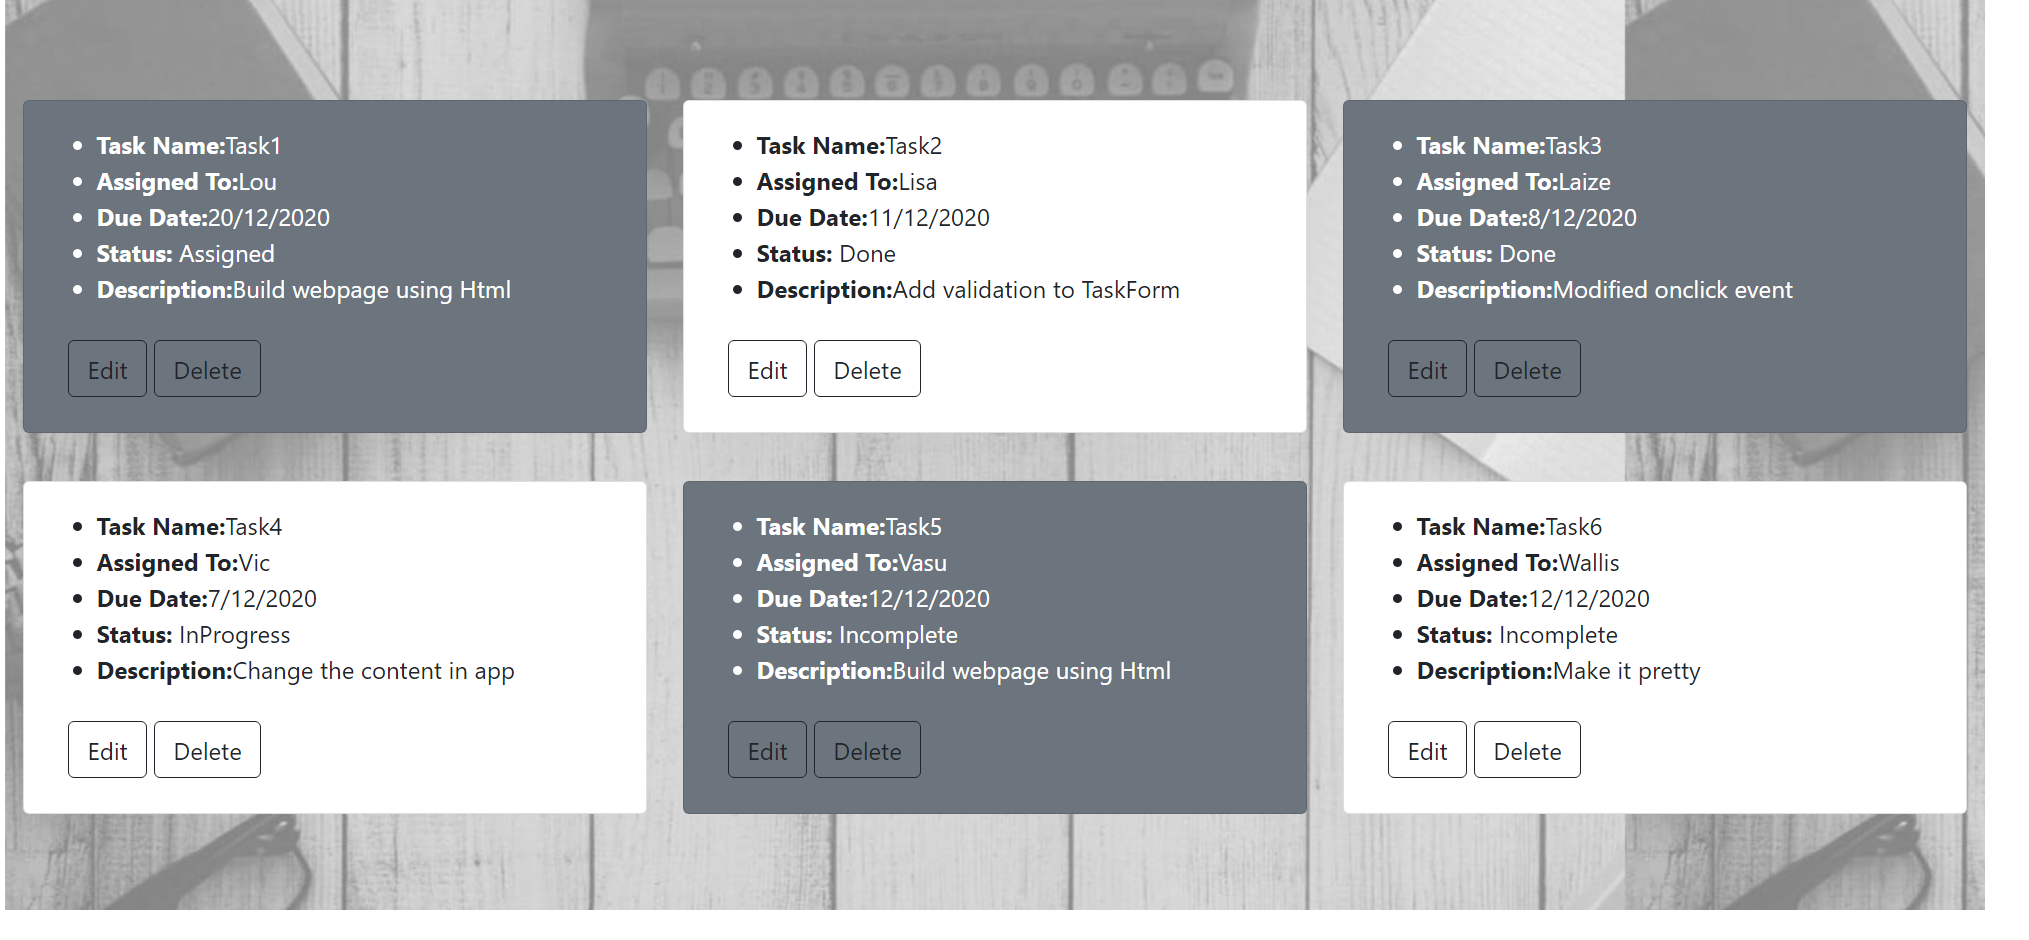 Task Name:Task1
Assigned To:Lou
Due Date:20/12/2020
Status: Assigned
Description:Build webpage using Html
Edit Delete
Task Name:Task2
Assigned To:Lisa
Due Date:11/12/2020
Status: Done
Description:Add validation to TaskForm
Edit Delete
Task Name:Task3
Assigned To:Laize
Due Date:8/12/2020
Status: Done
Description:Modified onclick event
Edit Delete
Task Name:Task4
Assigned To:Vic
Due Date:7/12/2020
Status: InProgress
Description:Change the content in app
Edit Delete
Task Name:Task5
Assigned To:Vasu
Due Date:12/12/2020
Status: Incomplete
Description:Build webpage using Html
Edit Delete
Task Name:Task6
Assigned To:Wallis
Due Date:12/12/2020
Status: Incomplete
Description:Make it pretty
Edit Delete